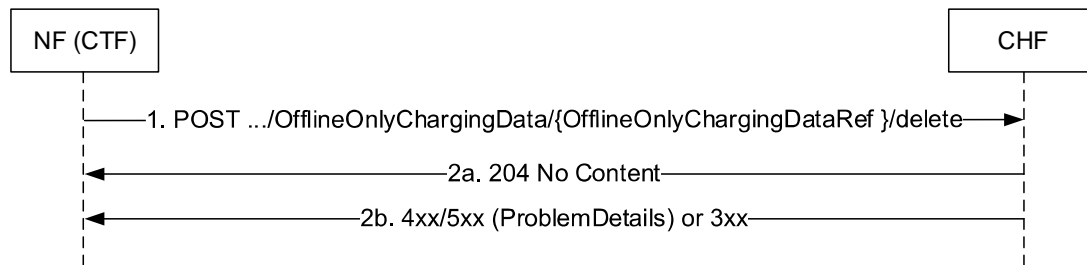 NF (CTF)
CHF
1. POST .../OfflineOnlyChargingData/{OfflineOnlyChargingDataRef }/delete
2a. 204 No Content
2b. 4xx/5xx (ProblemDetails) or 3xx